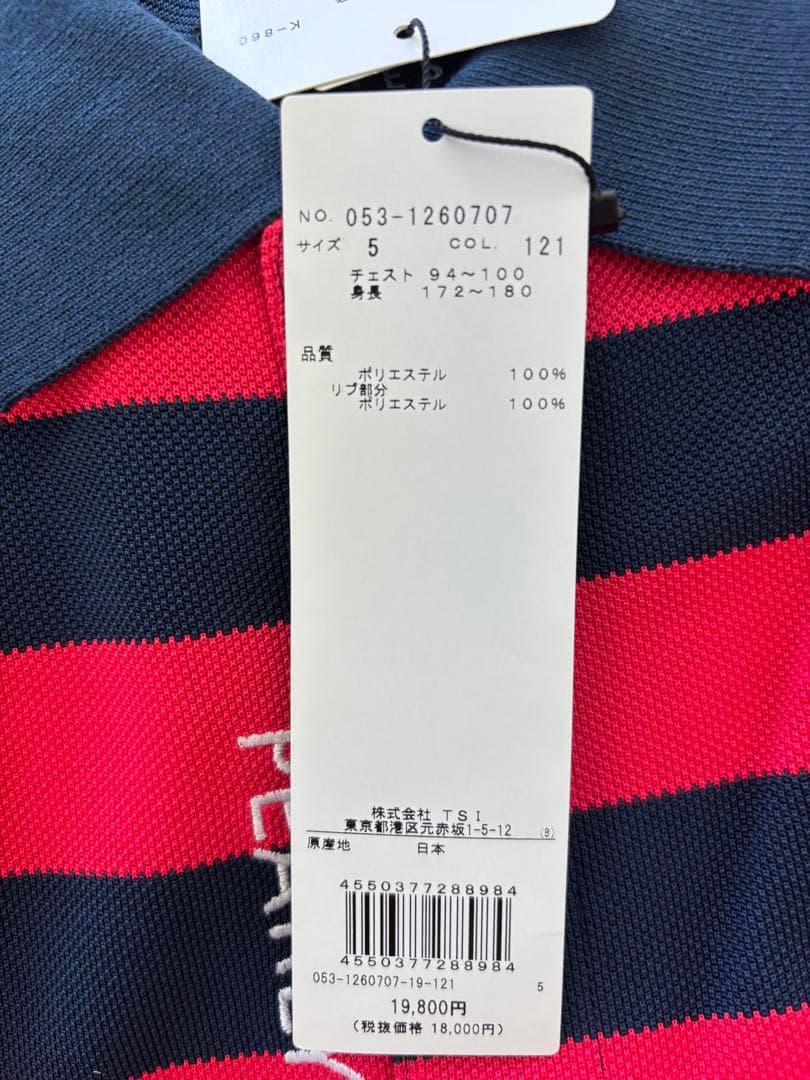 K-860
NO. 053-1260707
サイズ 5 COL. 121
チェスト 94~100
身長 172~180
品質
ポリエステル 100%
リブ部分
ポリエステル 100%
株式会社 TSI
東京都港区元赤坂1-5-12 (8)
原産地 日本
4550377288984
4550377288984
053-1260707-19-121 5
19,800円
(税抜価格 18,000円)
PEARLY